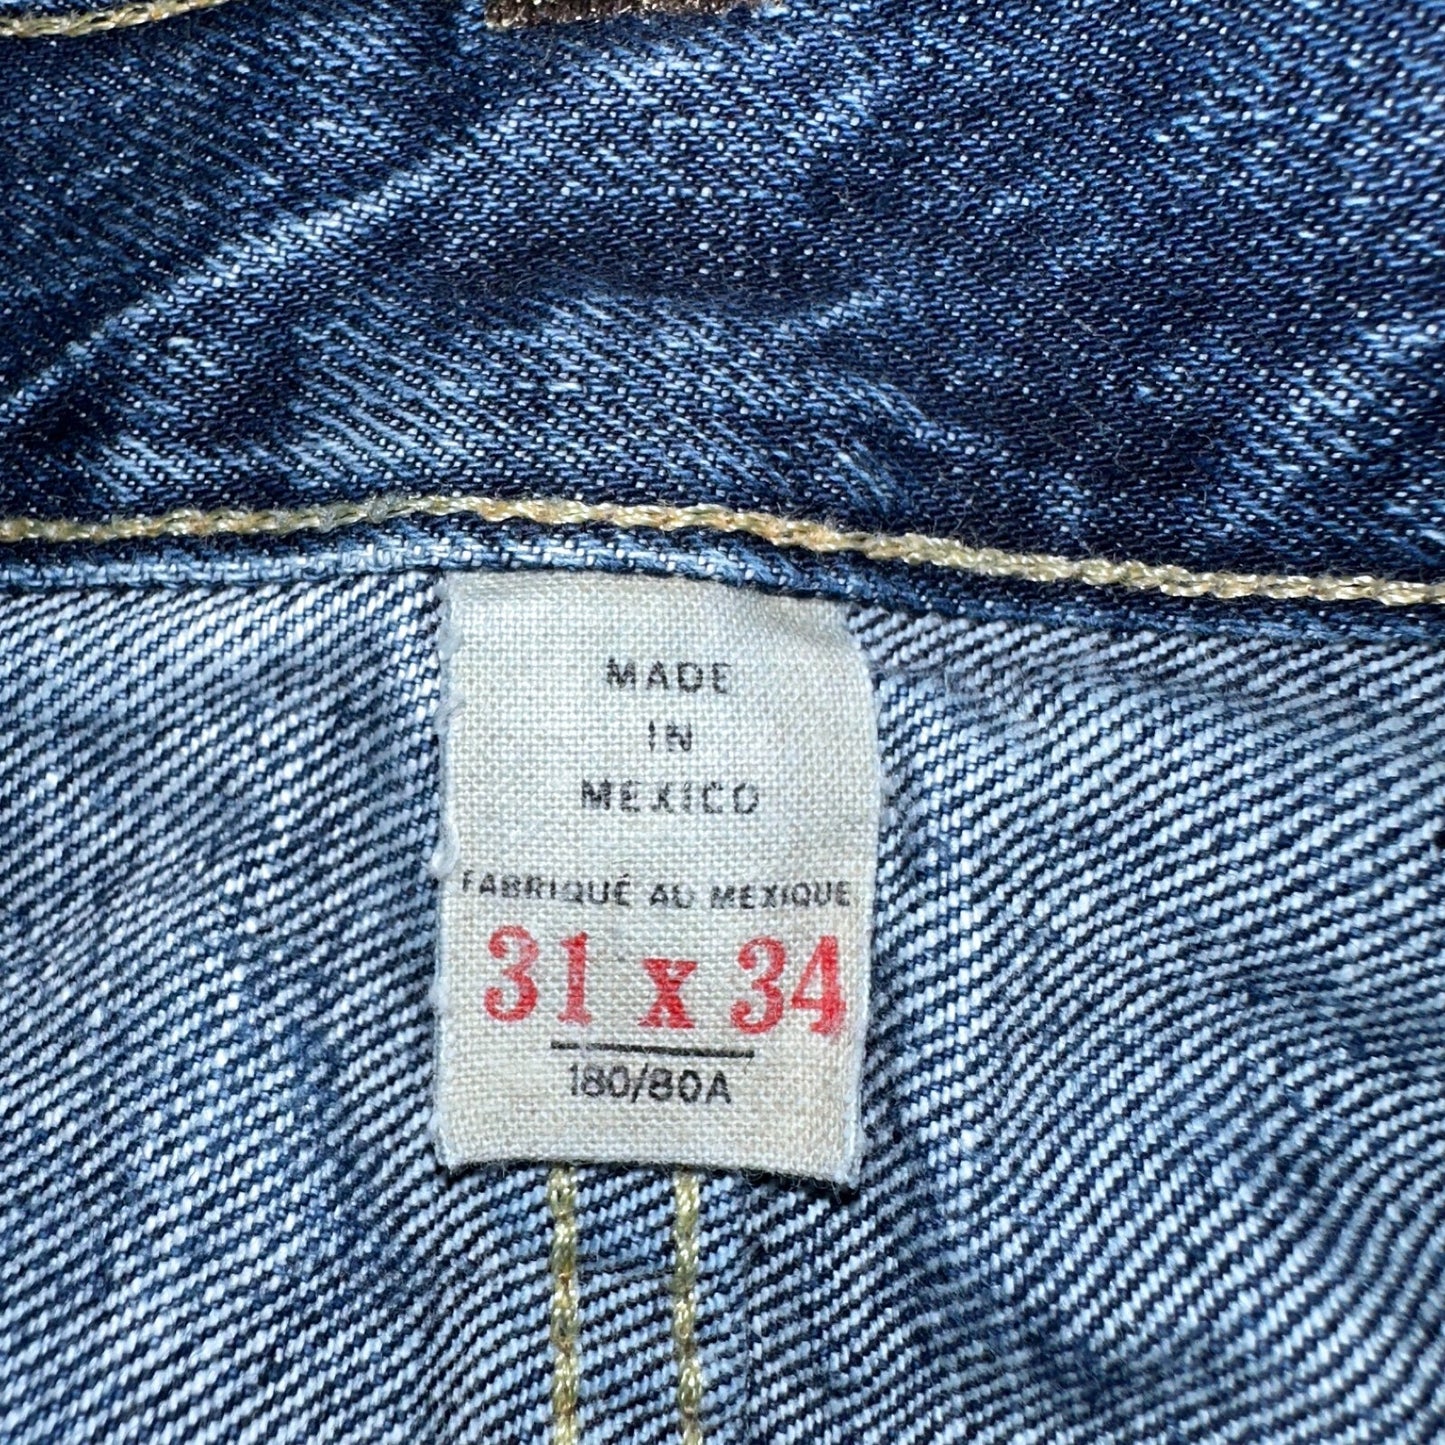 MADE
IN
MEXICO
FABRIQUÉ AU MEXIQUE
31 x 34
180/80A